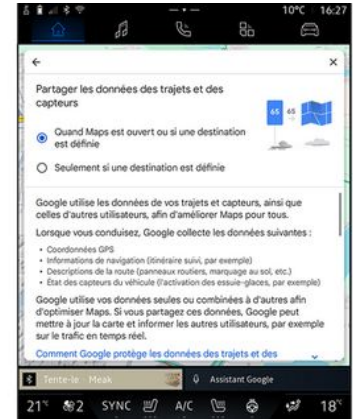 10°C 16:27
Partager les données des trajets et des
capteurs
65 65
Quand Maps est ouvert ou si une destination
est définie
Seulement si une destination est définie
Google utilise les données de vos trajets et capteurs, ainsi que
celles d'autres utilisateurs, afin d'améliorer Maps pour tous.
Lorsque vous conduisez, Google collecte les données suivantes :
• Coordonnées GPS
• Informations de navigation (itinéraire suivi, par exemple)
• Descriptions de la route (panneaux routiers, marquage au sol, etc.)
• État des capteurs du véhicule (l'activation des essuie-glaces, par exemple)
Google utilise vos données seules ou combinées à d'autres afin
d'optimiser Maps. Si vous partagez ces données, Google peut
mettre à jour la carte et informer les autres utilisateurs, par exemple
sur le trafic en temps réel.
Comment Google protège les données des trajets et des
Tente-le Meak Assistant Google
21° 2 SYNC A/C 18°